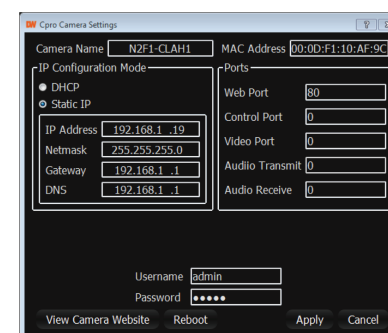 DW Cpro Camera Settings
Camera Name N2F1-CLAH1 MAC Address 00:0D:F1:10:AF:9C
IP Configuration Mode
DHCP
Static IP
IP Address 192.168.1 .19
Netmask 255.255.255.0
Gateway 192.168.1 .1
DNS 192.168.1 .1
Ports
Web Port 80
Control Port 0
Video Port 0
Audiio Transmit 0
Audio Receive 0
Username admin
Password •••••
View Camera Website Reboot Apply Cancel